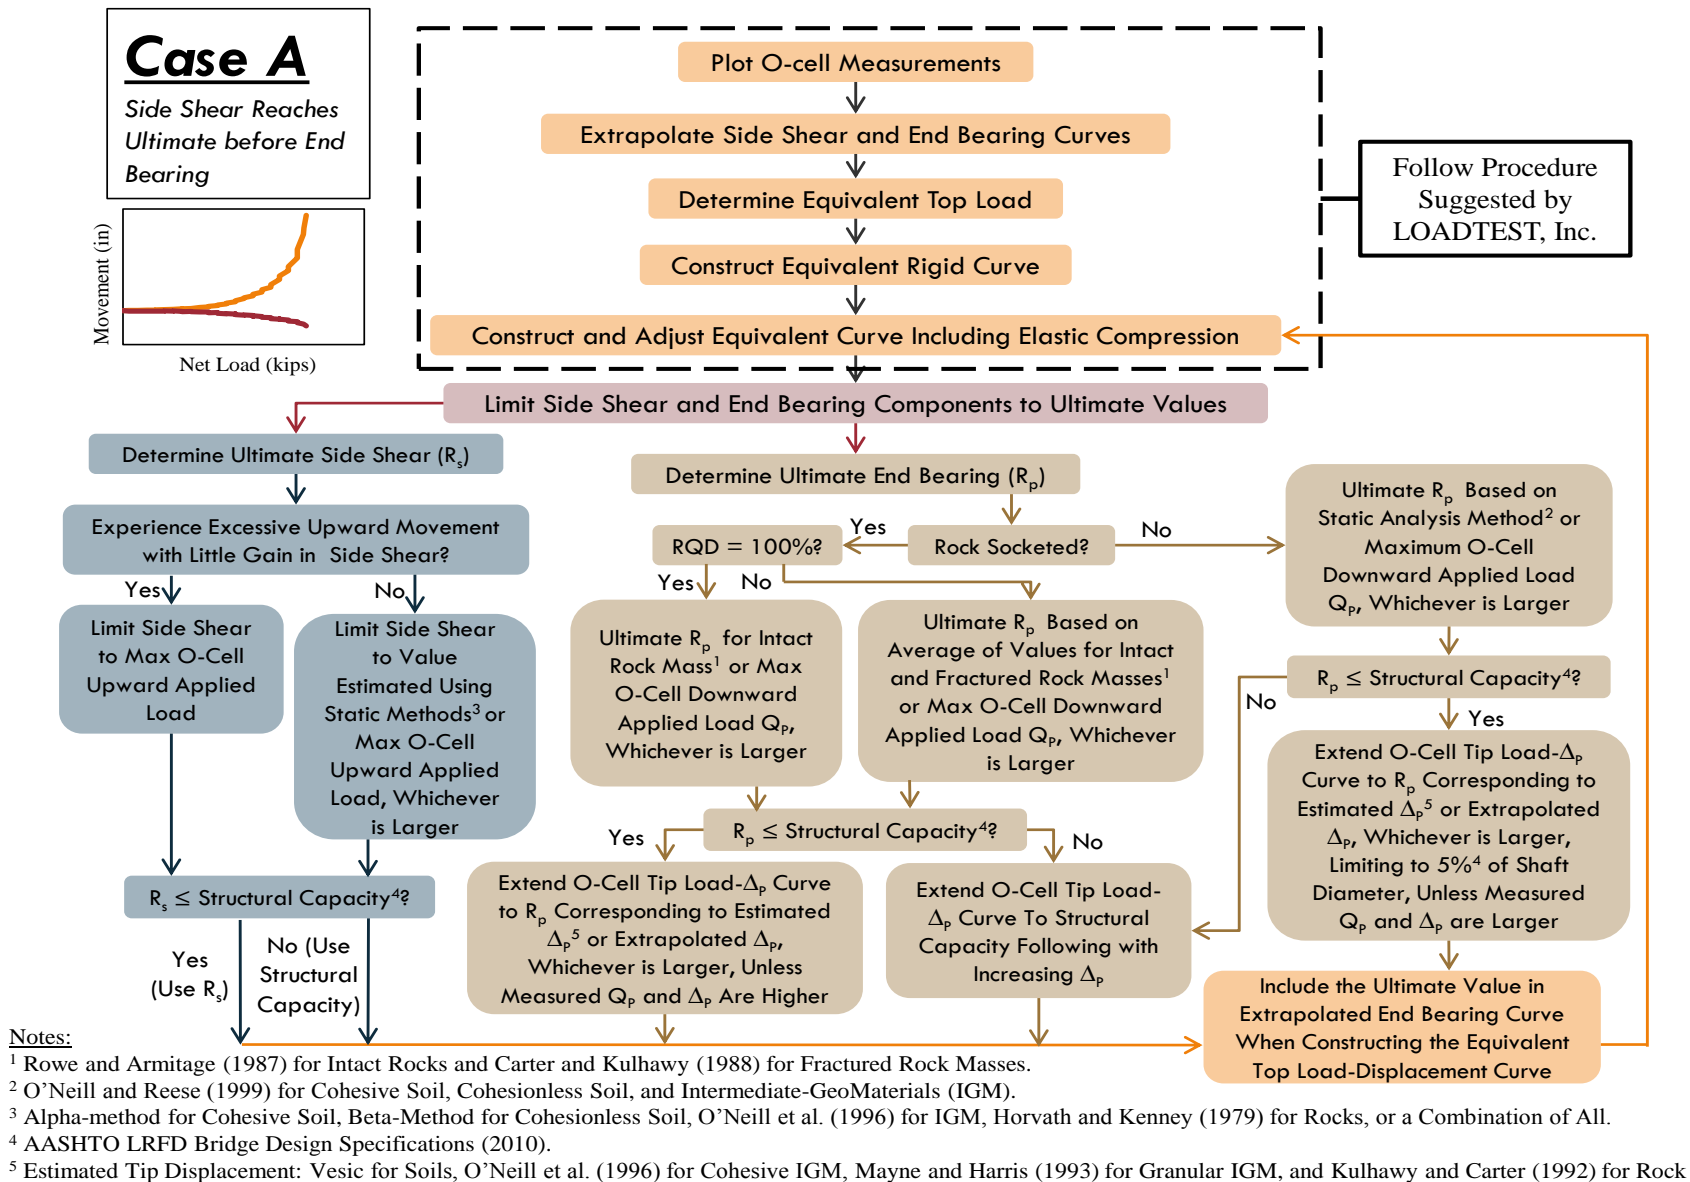 Case A
Side Shear Reaches
Ultimate before End
Bearing
Movement (in)
Net Load (kips)
Plot O-cell Measurements
Extrapolate Side Shear and End Bearing Curves
Determine Equivalent Top Load
Construct Equivalent Rigid Curve
Construct and Adjust Equivalent Curve Including Elastic Compression
Follow Procedure
Suggested by
LOADTEST, Inc.
Limit Side Shear and End Bearing Components to Ultimate Values
Determine Ultimate Side Shear (Rs)
Experience Excessive Upward Movement
with Little Gain in Side Shear?
Yes
No
Limit Side Shear
to Max O-Cell
Upward Applied
Load
Limit Side Shear
to Value
Estimated Using
Static Methods³ or
Max O-Cell
Upward Applied
Load, Whichever
is Larger
Rs ≤ Structural Capacity⁴?
Yes
(Use Rs)
No (Use
Structural
Capacity)
Determine Ultimate End Bearing (Rp)
Rock Socketed?
Yes
No
RQD = 100%?
Yes
No
Ultimate Rp for Intact
Rock Mass¹ or Max
O-Cell Downward
Applied Load QP,
Whichever is Larger
Ultimate Rp Based on
Average of Values for Intact
and Fractured Rock Masses¹
or Max O-Cell Downward
Applied Load QP, Whichever
is Larger
Rp ≤ Structural Capacity⁴?
Yes
No
Extend O-Cell Tip Load-ΔP Curve
to Rp Corresponding to Estimated
ΔP⁵ or Extrapolated ΔP,
Whichever is Larger, Unless
Measured QP and ΔP Are Higher
Extend O-Cell Tip Load-
ΔP Curve To Structural
Capacity Following with
Increasing ΔP
Ultimate Rp Based on
Static Analysis Method² or
Maximum O-Cell
Downward Applied Load
QP, Whichever is Larger
Rp ≤ Structural Capacity⁴?
No
Yes
Extend O-Cell Tip Load-ΔP
Curve to Rp Corresponding to
Estimated ΔP⁵ or Extrapolated
ΔP, Whichever is Larger,
Limiting to 5%⁴ of Shaft
Diameter, Unless Measured
QP and ΔP are Larger
Include the Ultimate Value in
Extrapolated End Bearing Curve
When Constructing the Equivalent
Top Load-Displacement Curve
Notes:
¹ Rowe and Armitage (1987) for Intact Rocks and Carter and Kulhawy (1988) for Fractured Rock Masses.
² O'Neill and Reese (1999) for Cohesive Soil, Cohesionless Soil, and Intermediate-GeoMaterials (IGM).
³ Alpha-method for Cohesive Soil, Beta-Method for Cohesionless Soil, O'Neill et al. (1996) for IGM, Horvath and Kenney (1979) for Rocks, or a Combination of All.
⁴ AASHTO LRFD Bridge Design Specifications (2010).
⁵ Estimated Tip Displacement: Vesic for Soils, O'Neill et al. (1996) for Cohesive IGM, Mayne and Harris (1993) for Granular IGM, and Kulhawy and Carter (1992) for Rock